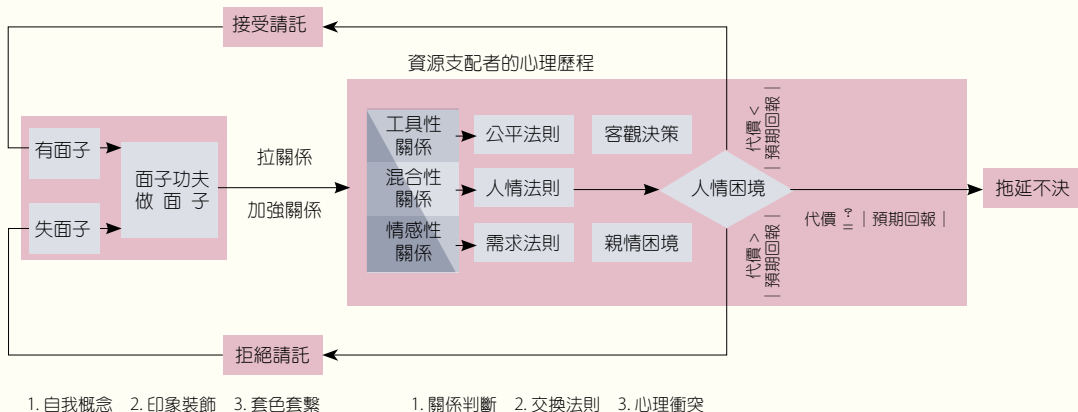 接受請託
資源支配者的心理歷程
有面子
失面子
面子功夫
做面子
拉關係
加強關係
工具性
關係
混合性
關係
情感性
關係
公平法則
人情法則
需求法則
客觀決策
親情困境
人情困境
代價 <
|預期回報|
代價 >
|預期回報|
代價 ≟ |預期回報|
拖延不決
拒絕請託
1. 自我概念 2. 印象裝飾 3. 套色套繫
1. 關係判斷 2. 交換法則 3. 心理衝突